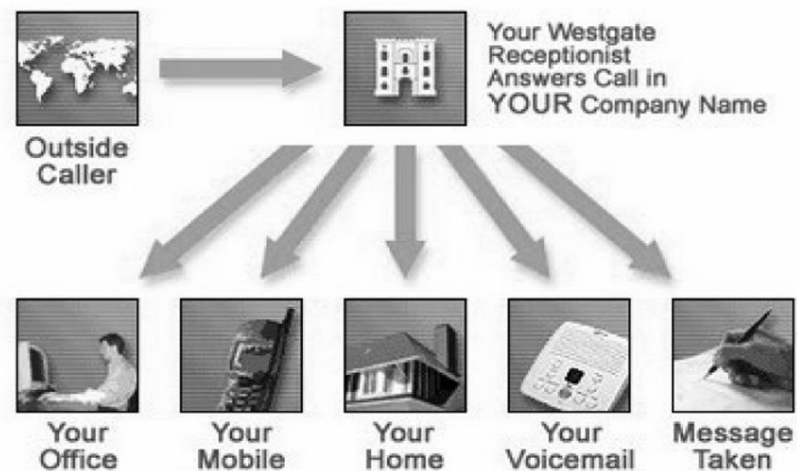 Your Westgate
Receptionist
Answers Call in
YOUR Company Name
Outside
Caller
Your
Office
Your
Mobile
Your
Home
Your
Voicemail
Message
Taken